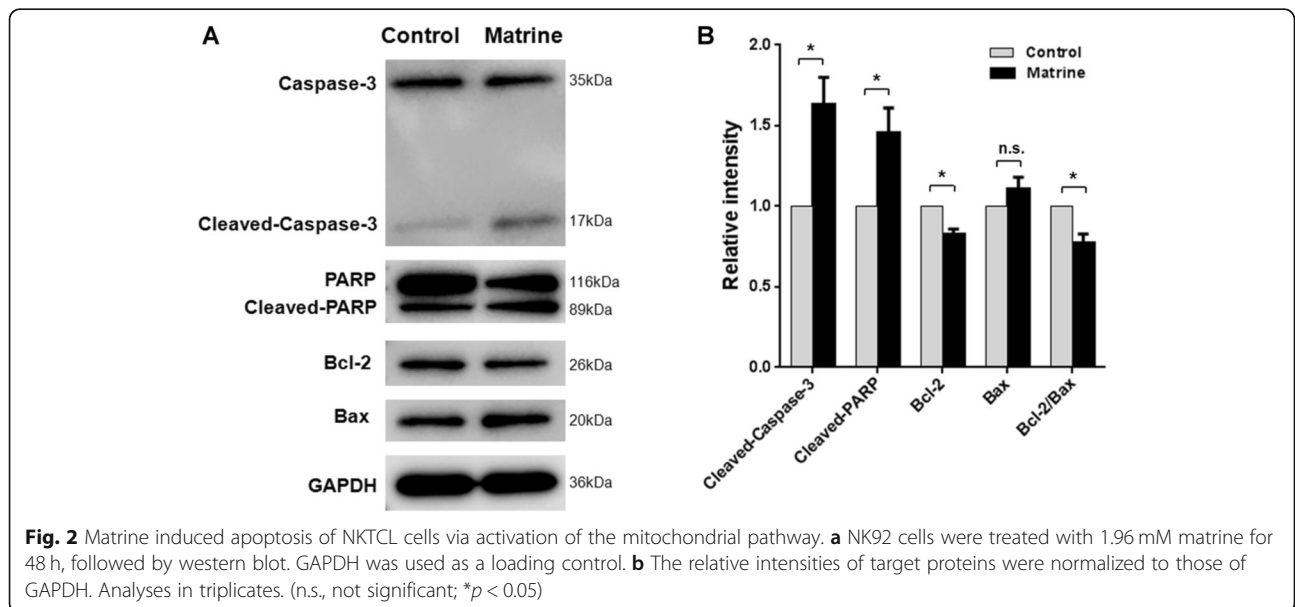 A
B
Control Matrine
Caspase-3
35kDa
Cleaved-Caspase-3
17kDa
PARP
116kDa
Cleaved-PARP
89kDa
Bcl-2
26kDa
Bax
20kDa
GAPDH
36kDa
Relative intensity
2.0
1.5
1.0
0.5
0.0
Control
Matrine
*
*
*
n.s.
*
Cleaved-Caspase-3
Cleaved-PARP
Bcl-2
Bax
Bcl-2/Bax
Fig. 2 Matrine induced apoptosis of NKTCL cells via activation of the mitochondrial pathway. a NK92 cells were treated with 1.96 mM matrine for
48 h, followed by western blot. GAPDH was used as a loading control. b The relative intensities of target proteins were normalized to those of
GAPDH. Analyses in triplicates. (n.s., not significant; *p < 0.05)